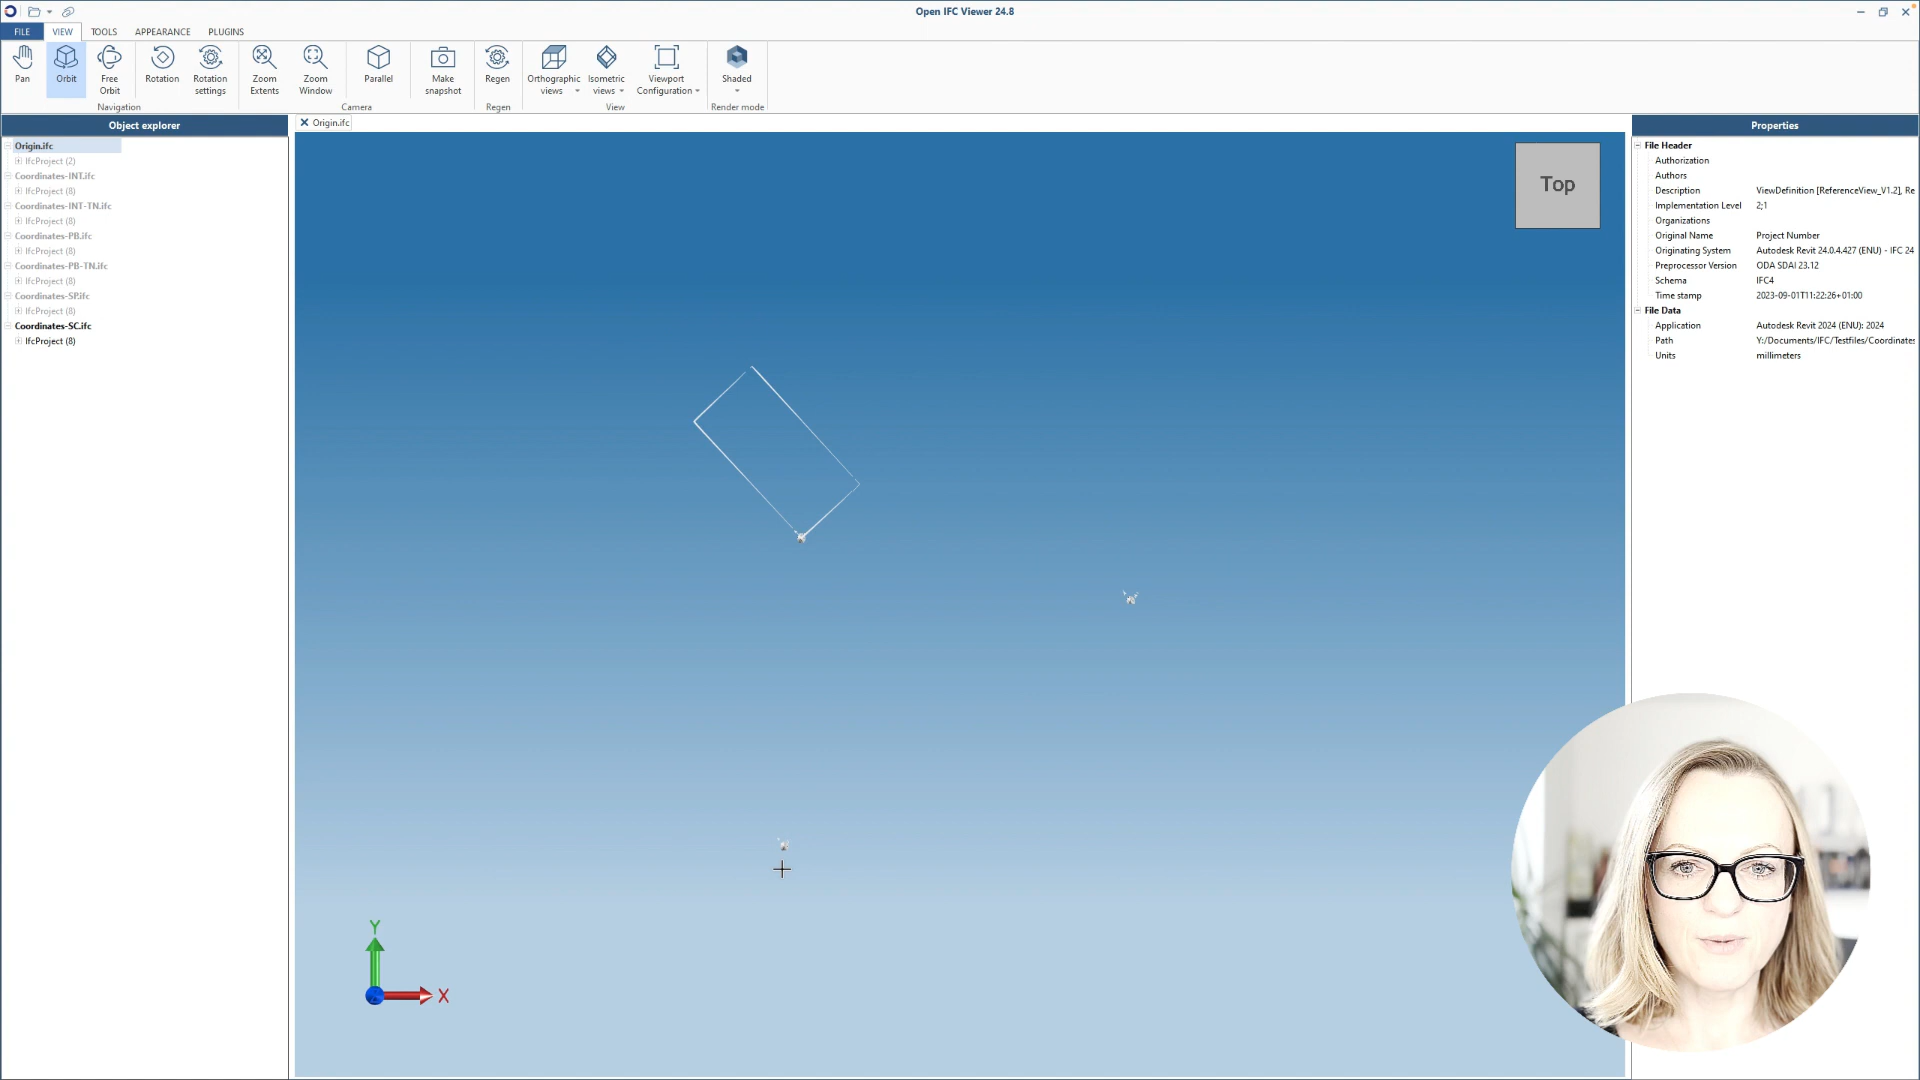 Open IFC Viewer 24.8
FILE VIEW TOOLS APPEARANCE PLUGINS
Pan
Orbit
Free
Orbit
Rotation
Rotation
settings
Zoom
Extents
Zoom
Window
Parallel
Make
snapshot
Regen
Orthographic
views
Isometric
views
Viewport
Configuration
Shaded
Navigation
Camera
Regen
View
Render mode
Object explorer
Origin.ifc
IfcProject (2)
Coordinates-INT.ifc
IfcProject (8)
Coordinates-INT-TN.ifc
IfcProject (8)
Coordinates-PB.ifc
IfcProject (8)
Coordinates-PB-TN.ifc
IfcProject (8)
Coordinates-SP.ifc
IfcProject (8)
Coordinates-SC.ifc
IfcProject (8)
Origin.ifc
Top
Y
X
Properties
File Header
Authorization
Authors
Description ViewDefinition [ReferenceView_V1.2], Re
Implementation Level 2;1
Organizations
Original Name Project Number
Originating System Autodesk Revit 24.0.4.427 (ENU) - IFC 24
Preprocessor Version ODA SDAI 23.12
Schema IFC4
Time stamp 2023-09-01T11:22:26+01:00
File Data
Application Autodesk Revit 2024 (ENU): 2024
Path Y:/Documents/IFC/Testfiles/Coordinates
Units millimeters